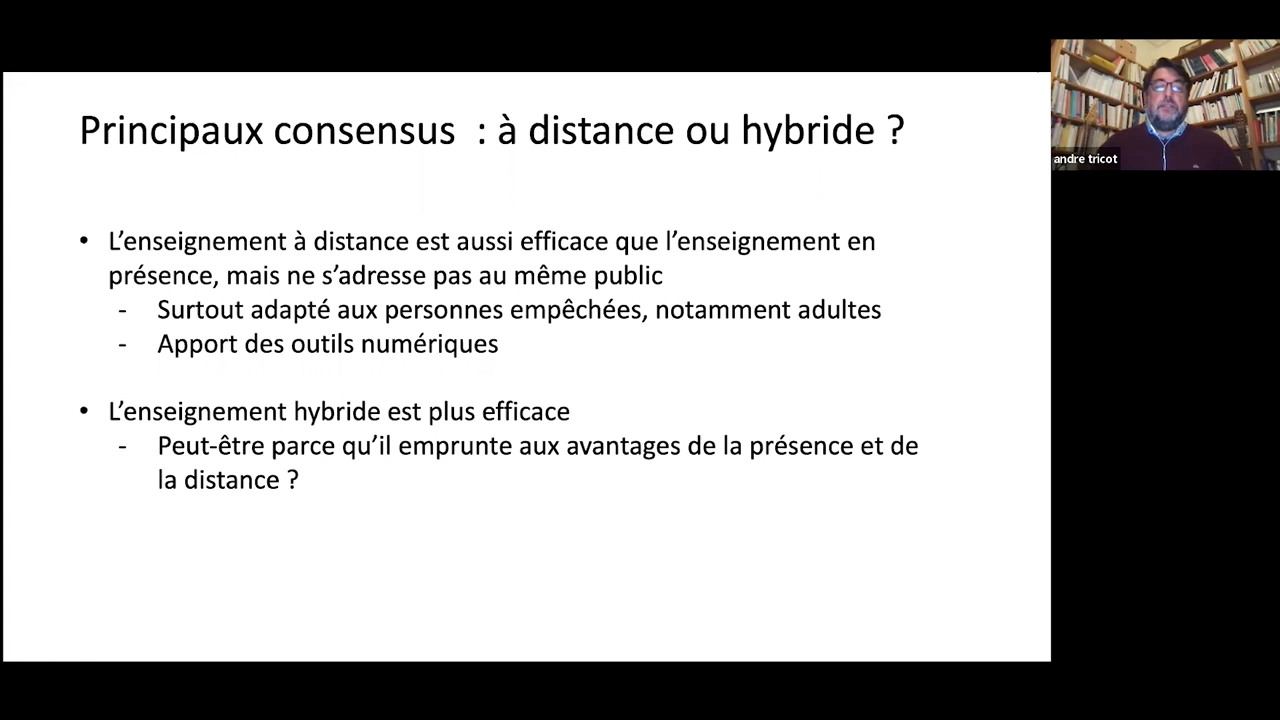 Principaux consensus  : à distance ou hybride ?
• L’enseignement à distance est aussi efficace que l’enseignement en
présence, mais ne s’adresse pas au même public
- Surtout adapté aux personnes empêchées, notamment adultes
- Apport des outils numériques
• L’enseignement hybride est plus efficace
- Peut-être parce qu’il emprunte aux avantages de la présence et de
la distance ?
andre tricot